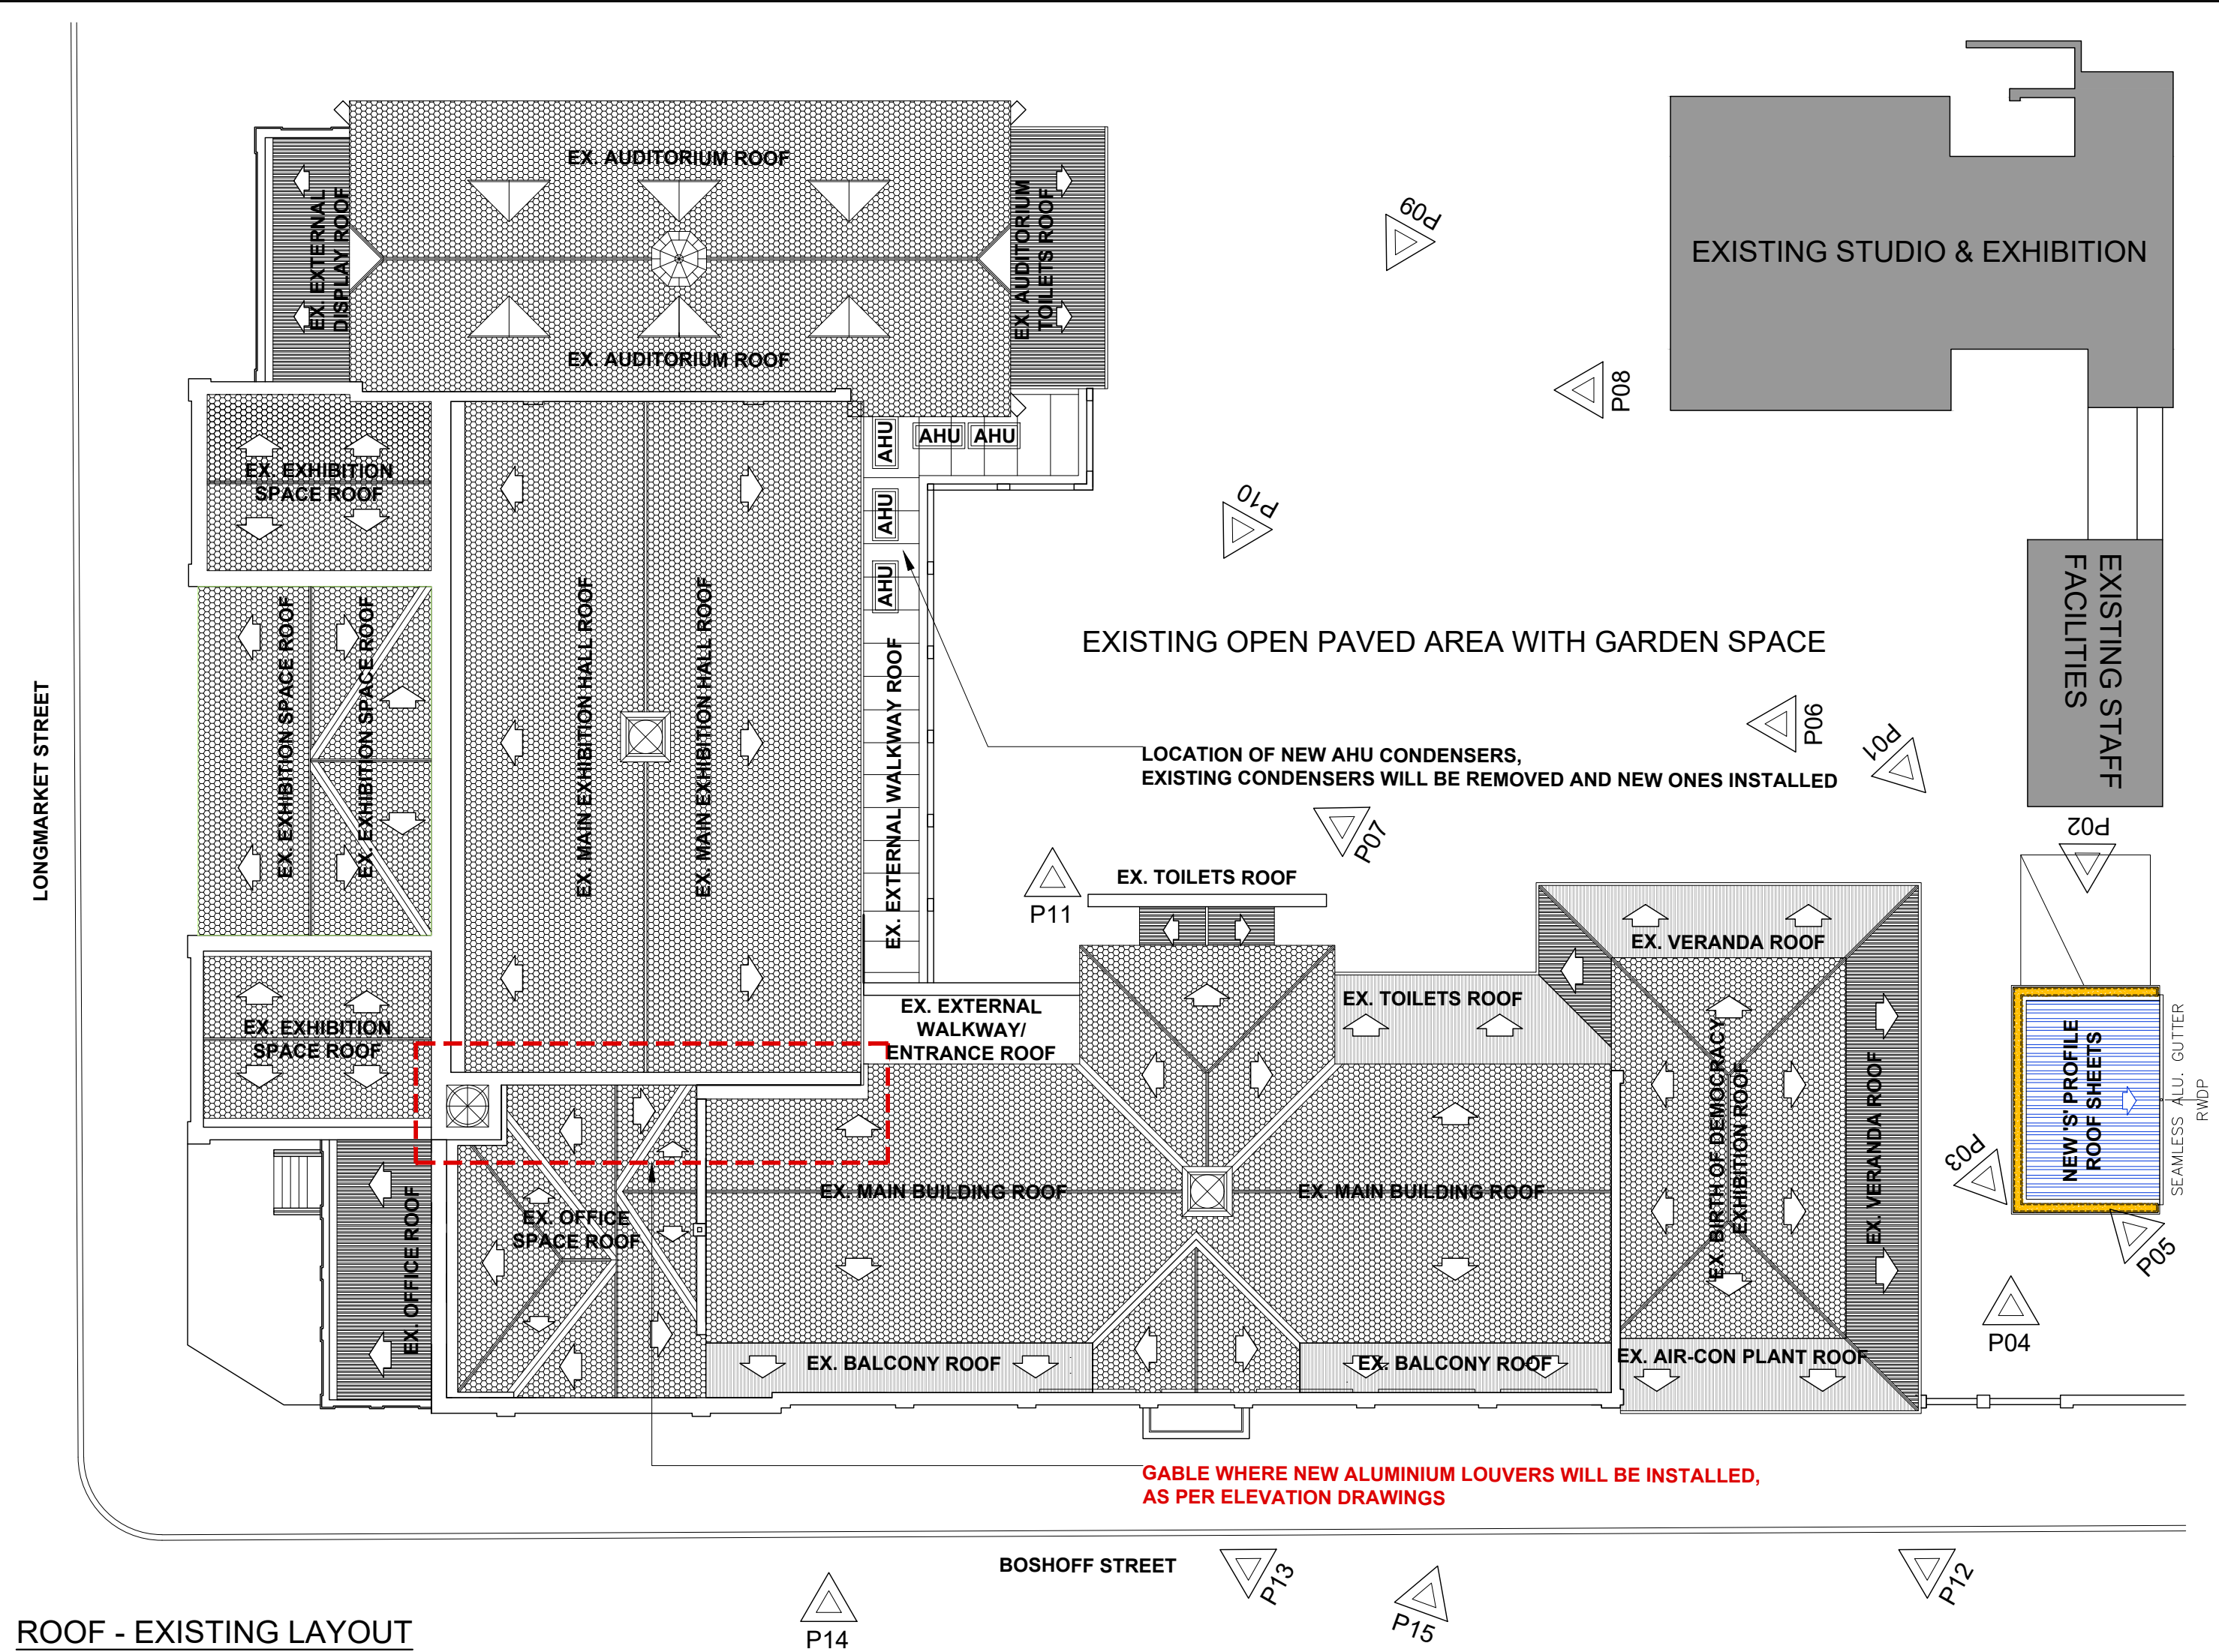 EX. AUDITORIUM ROOF
EX. EXTERNAL
DISPLAY ROOF
EX. AUDITORIUM
TOILETS ROOF
EX. AUDITORIUM ROOF
P09
EXISTING STUDIO & EXHIBITION
P08
AHU
AHU
AHU
AHU
AHU
EX. EXHIBITION
SPACE ROOF
P10
EXISTING STAFF
FACILITIES
EX. EXHIBITION SPACE ROOF
EX. EXHIBITION SPACE ROOF
EX. MAIN EXHIBITION HALL ROOF
EX. MAIN EXHIBITION HALL ROOF
EX. EXTERNAL WALKWAY ROOF
EXISTING OPEN PAVED AREA WITH GARDEN SPACE
LONGMARKET STREET
P06
P01
LOCATION OF NEW AHU CONDENSERS,
EXISTING CONDENSERS WILL BE REMOVED AND NEW ONES INSTALLED
P02
P07
P11
EX. TOILETS ROOF
EX. VERANDA ROOF
EX. TOILETS ROOF
EX. EXTERNAL
WALKWAY/
ENTRANCE ROOF
EX. EXHIBITION
SPACE ROOF
EX. BIRTH OF DEMOCRACY
EXHIBITION ROOF
EX. VERANDA ROOF
NEW 'S' PROFILE
ROOF SHEETS
SEAMLESS ALU. GUTTER
RWDP
P03
P05
P04
EX. MAIN BUILDING ROOF
EX. MAIN BUILDING ROOF
EX. OFFICE
SPACE ROOF
EX. OFFICE ROOF
EX. BALCONY ROOF
EX. BALCONY ROOF
EX. AIR-CON PLANT ROOF
GABLE WHERE NEW ALUMINIUM LOUVERS WILL BE INSTALLED,
AS PER ELEVATION DRAWINGS
BOSHOFF STREET
P13
P12
P14
P15
ROOF - EXISTING LAYOUT